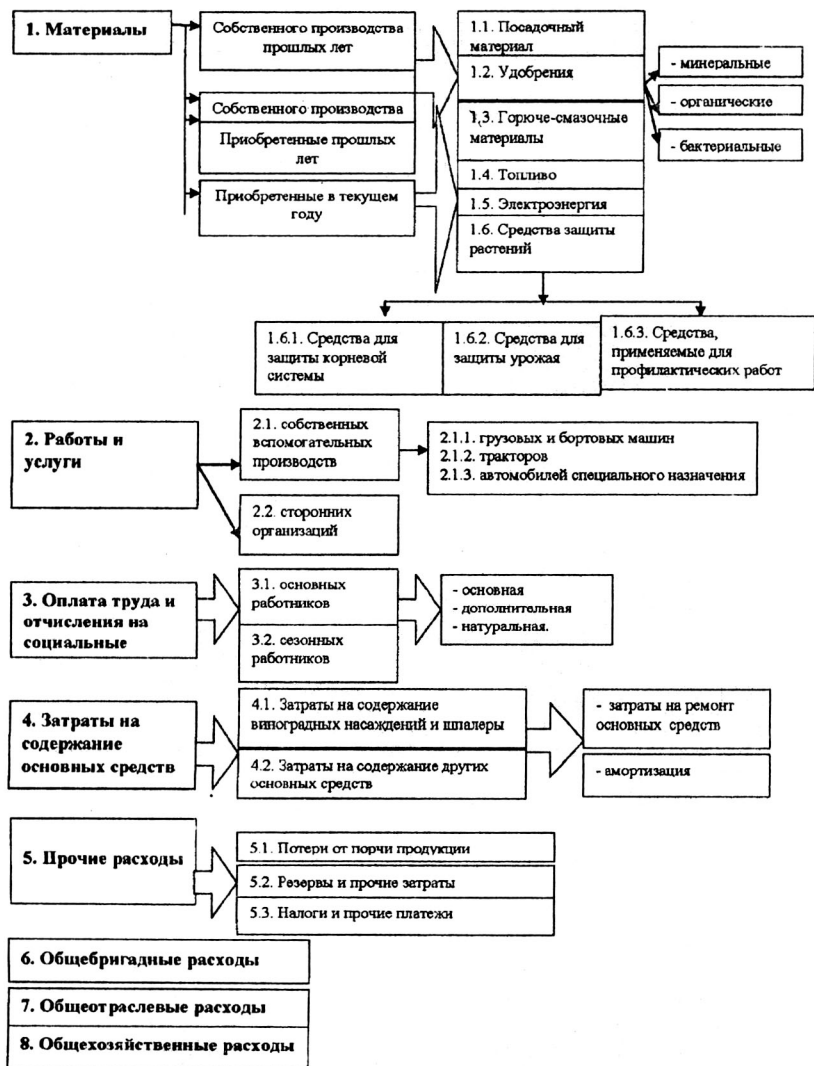 1. Материалы
Собственного производства
прошлых лет
Собственного производства
Приобретенные прошлых
лет
Приобретенные в текущем
году
1.1. Посадочный
материал
1.2. Удобрения
1,3. Горюче-смазочные
материалы
1.4. Топливо
1.5. Электроэнергия
1.6. Средства защиты
растений
- минеральные
- органические
- бактериальные
1.6.1. Средства для
защиты корневой
системы
1.6.2. Средства для
защиты урожая
1.6.3. Средства,
применяемые для
профилактических работ
2. Работы и
услуги
2.1. собственных
вспомогательных
производств
2.1.1. грузовых и бортовых машин
2.1.2. тракторов
2.1.3. автомобилей специального назначения
2.2. сторонних
организаций
3. Оплата труда и
отчисления на
социальные
3.1. основных
работников
3.2. сезонных
работников
- основная
- дополнительная
- натуральная.
4. Затраты на
содержание
основных средств
4.1. Затраты на содержание
виноградных насаждений и шпалеры
4.2. Затраты на содержание других
основных средств
- затраты на ремонт
основных средств
- амортизация
5. Прочие расходы
5.1. Потери от порчи продукции
5.2. Резервы и прочие затраты
5.3. Налоги и прочие платежи
6. Общебригадные расходы
7. Общеотраслевые расходы
8. Общехозяйственные расходы